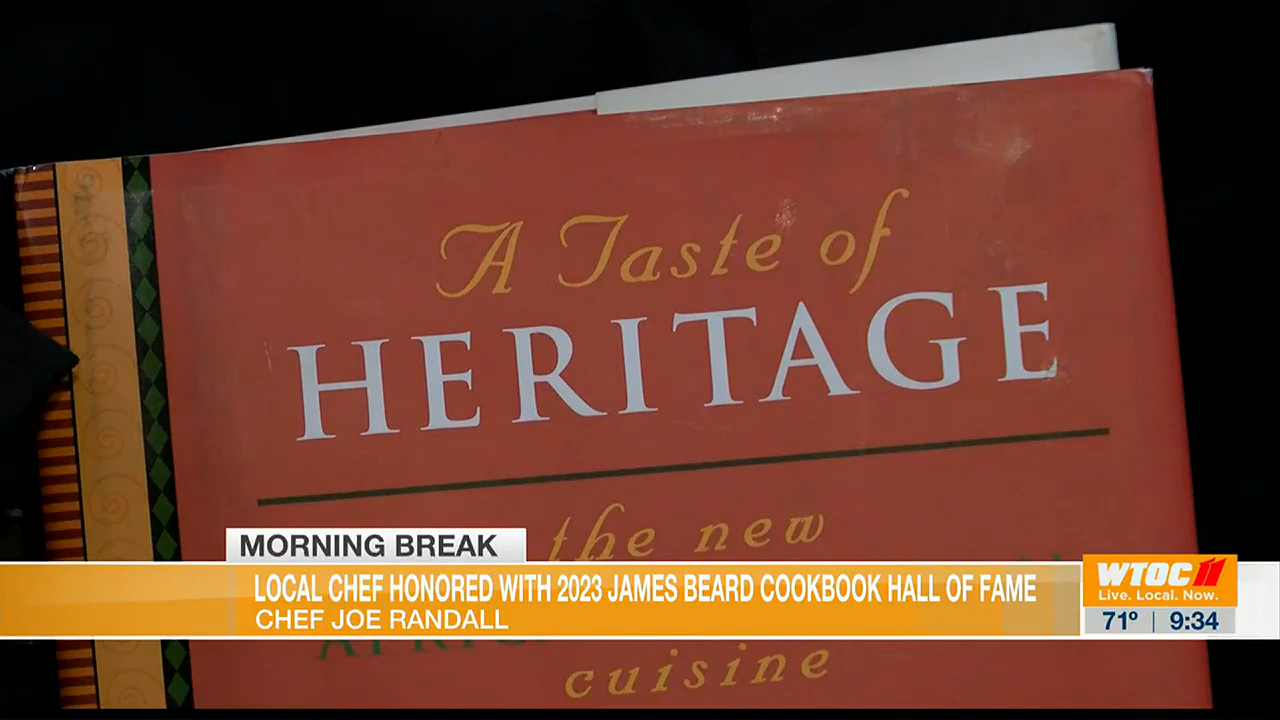 A Taste of
HERITAGE
the new
cuisine
MORNING BREAK
LOCAL CHEF HONORED WITH 2023 JAMES BEARD COOKBOOK HALL OF FAME
CHEF JOE RANDALL
WTOC 11
Live. Local. Now.
71° | 9:34